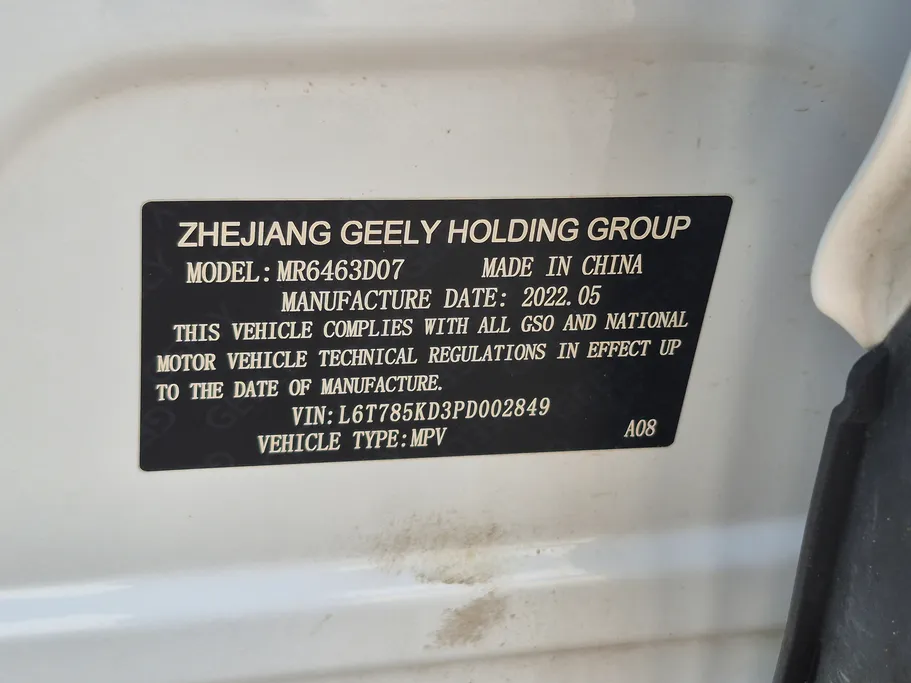 ZHEJIANG GEELY HOLDING GROUP
MODEL: MR6463D07 MADE IN CHINA
MANUFACTURE DATE: 2022.05
THIS VEHICLE COMPLIES WITH ALL GSO AND NATIONAL
MOTOR VEHICLE TECHNICAL REGULATIONS IN EFFECT UP
TO THE DATE OF MANUFACTURE.
VIN: L6T785KD3PD002849
VEHICLE TYPE: MPV A08